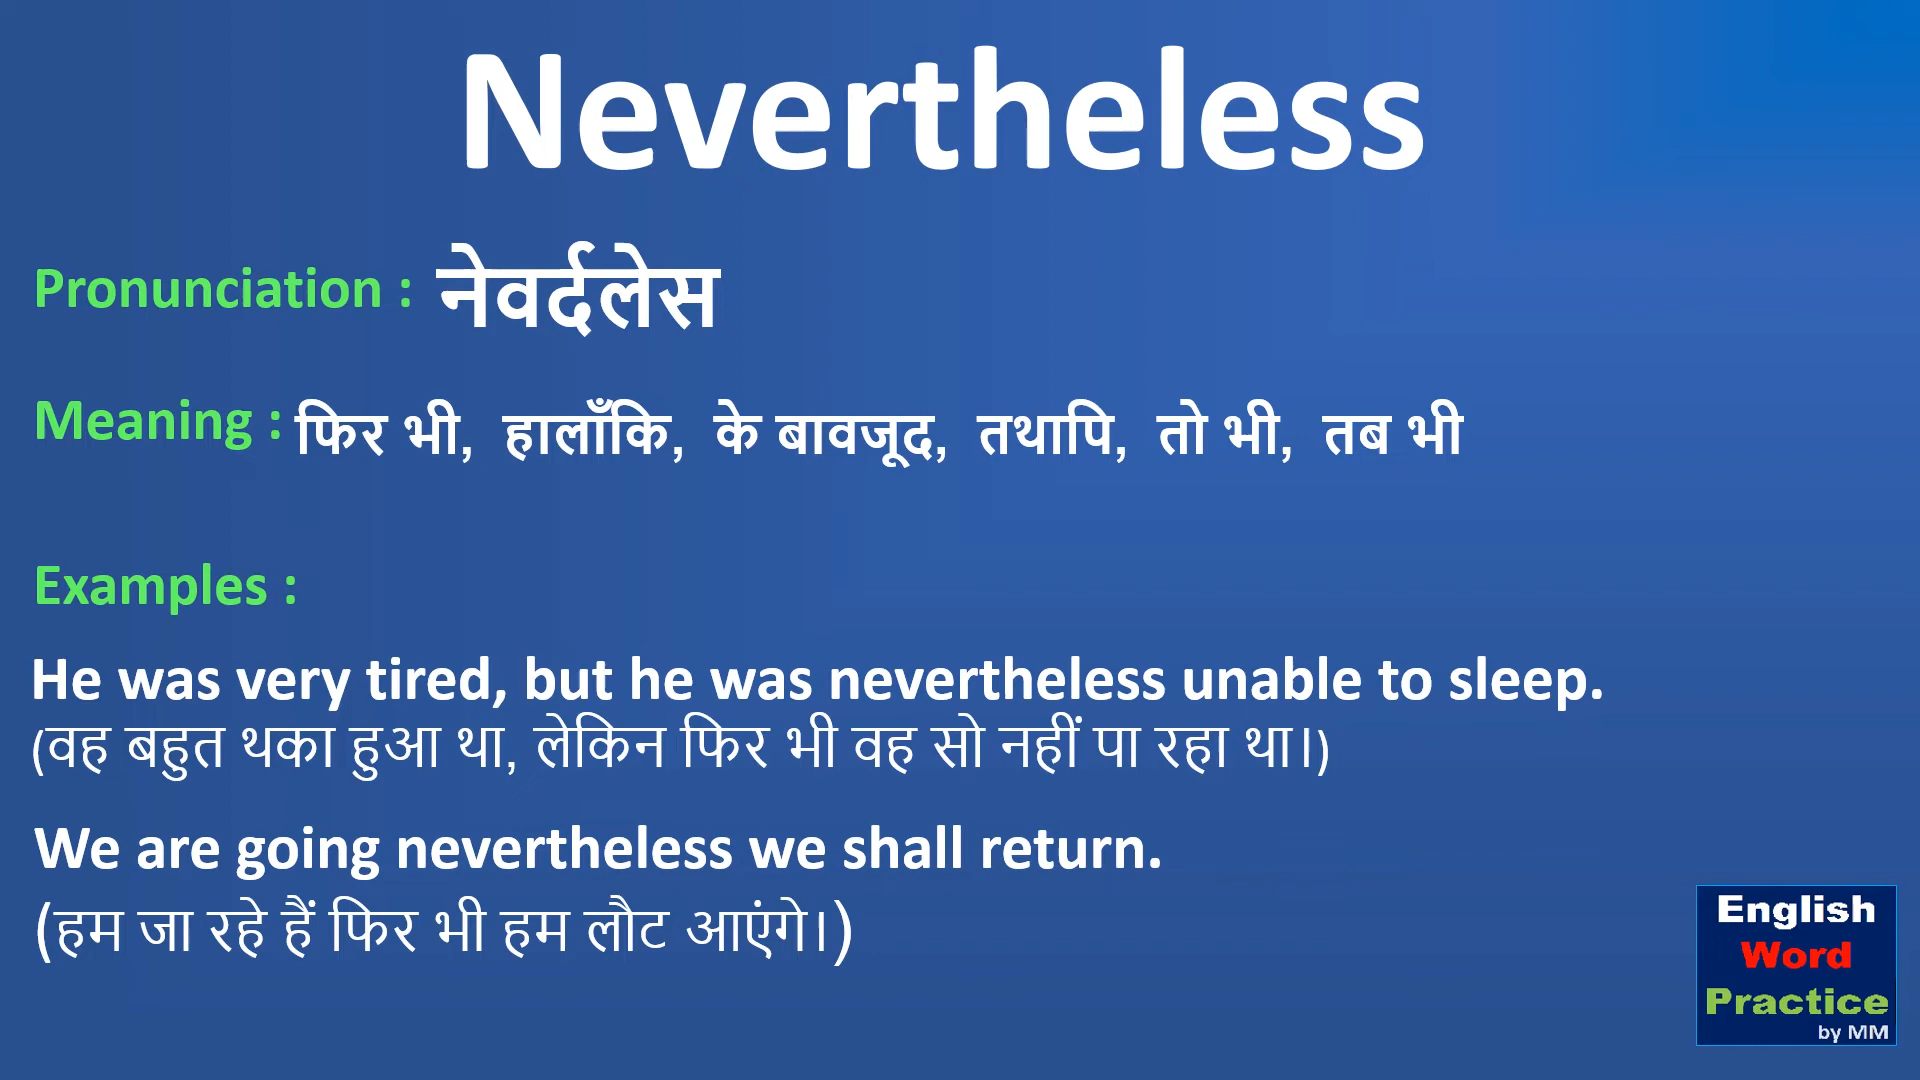 Nevertheless
Pronunciation : नेवर्दलेस
Meaning : फिर भी, हालाँकि, के बावजूद, तथापि, तो भी, तब भी
Examples :
He was very tired, but he was nevertheless unable to sleep.
(वह बहुत थका हुआ था, लेकिन फिर भी वह सो नहीं पा रहा था।)
We are going nevertheless we shall return.
(हम जा रहे हैं फिर भी हम लौट आएंगे।)
English
Word
Practice
by MM